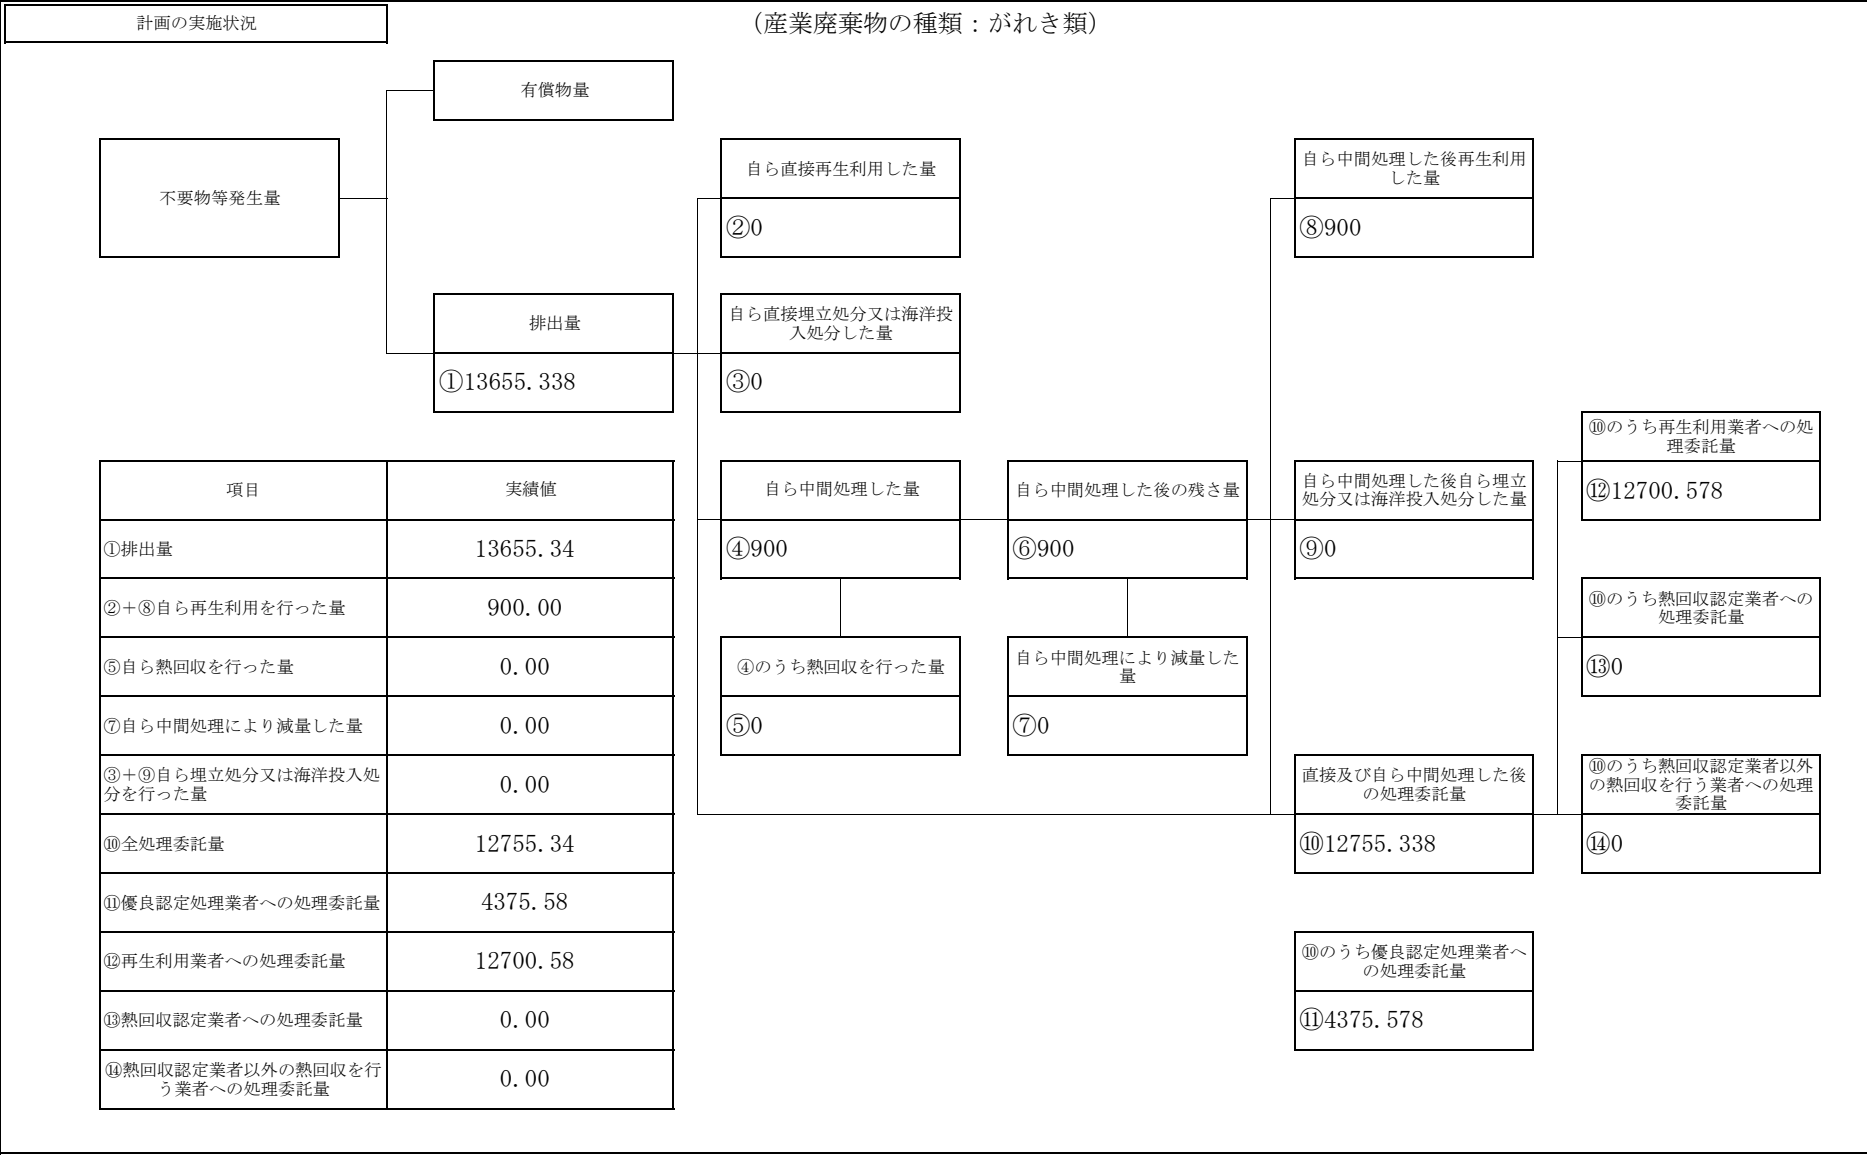 計画の実施状況
（産業廃棄物の種類：がれき類）
有償物量
不要物等発生量
排出量
①13655.338
自ら直接再生利用した量
②0
自ら直接埋立処分又は海洋投
入処分した量
③0
自ら中間処理した量
④900
④のうち熱回収を行った量
⑤0
自ら中間処理した後の残さ量
⑥900
自ら中間処理により減量した
量
⑦0
自ら中間処理した後再生利用
した量
⑧900
自ら中間処理した後自ら埋立
処分又は海洋投入処分した量
⑨0
直接及び自ら中間処理した後
の処理委託量
⑩12755.338
⑩のうち優良認定処理業者へ
の処理委託量
⑪4375.578
⑩のうち再生利用業者への処
理委託量
⑫12700.578
⑩のうち熱回収認定業者への
処理委託量
⑬0
⑩のうち熱回収認定業者以外
の熱回収を行う業者への処理
委託量
⑭0
項目 実績値
①排出量 13655.34
②＋⑧自ら再生利用を行った量 900.00
⑤自ら熱回収を行った量 0.00
⑦自ら中間処理により減量した量 0.00
③＋⑨自ら埋立処分又は海洋投入処
分を行った量 0.00
⑩全処理委託量 12755.34
⑪優良認定処理業者への処理委託量 4375.58
⑫再生利用業者への処理委託量 12700.58
⑬熱回収認定業者への処理委託量 0.00
⑭熱回収認定業者以外の熱回収を行
う業者への処理委託量 0.00